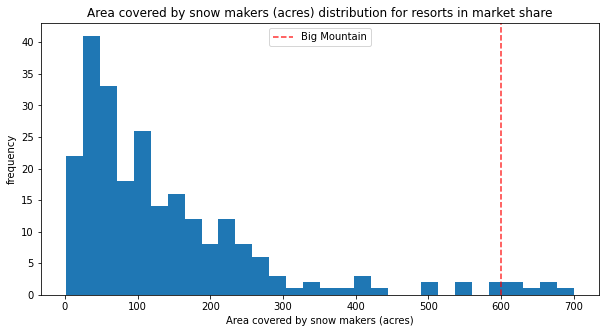 Area covered by snow makers (acres) distribution for resorts in market share
Big Mountain
frequency
40
35
30
25
20
15
10
5
0
0 100 200 300 400 500 600 700
Area covered by snow makers (acres)